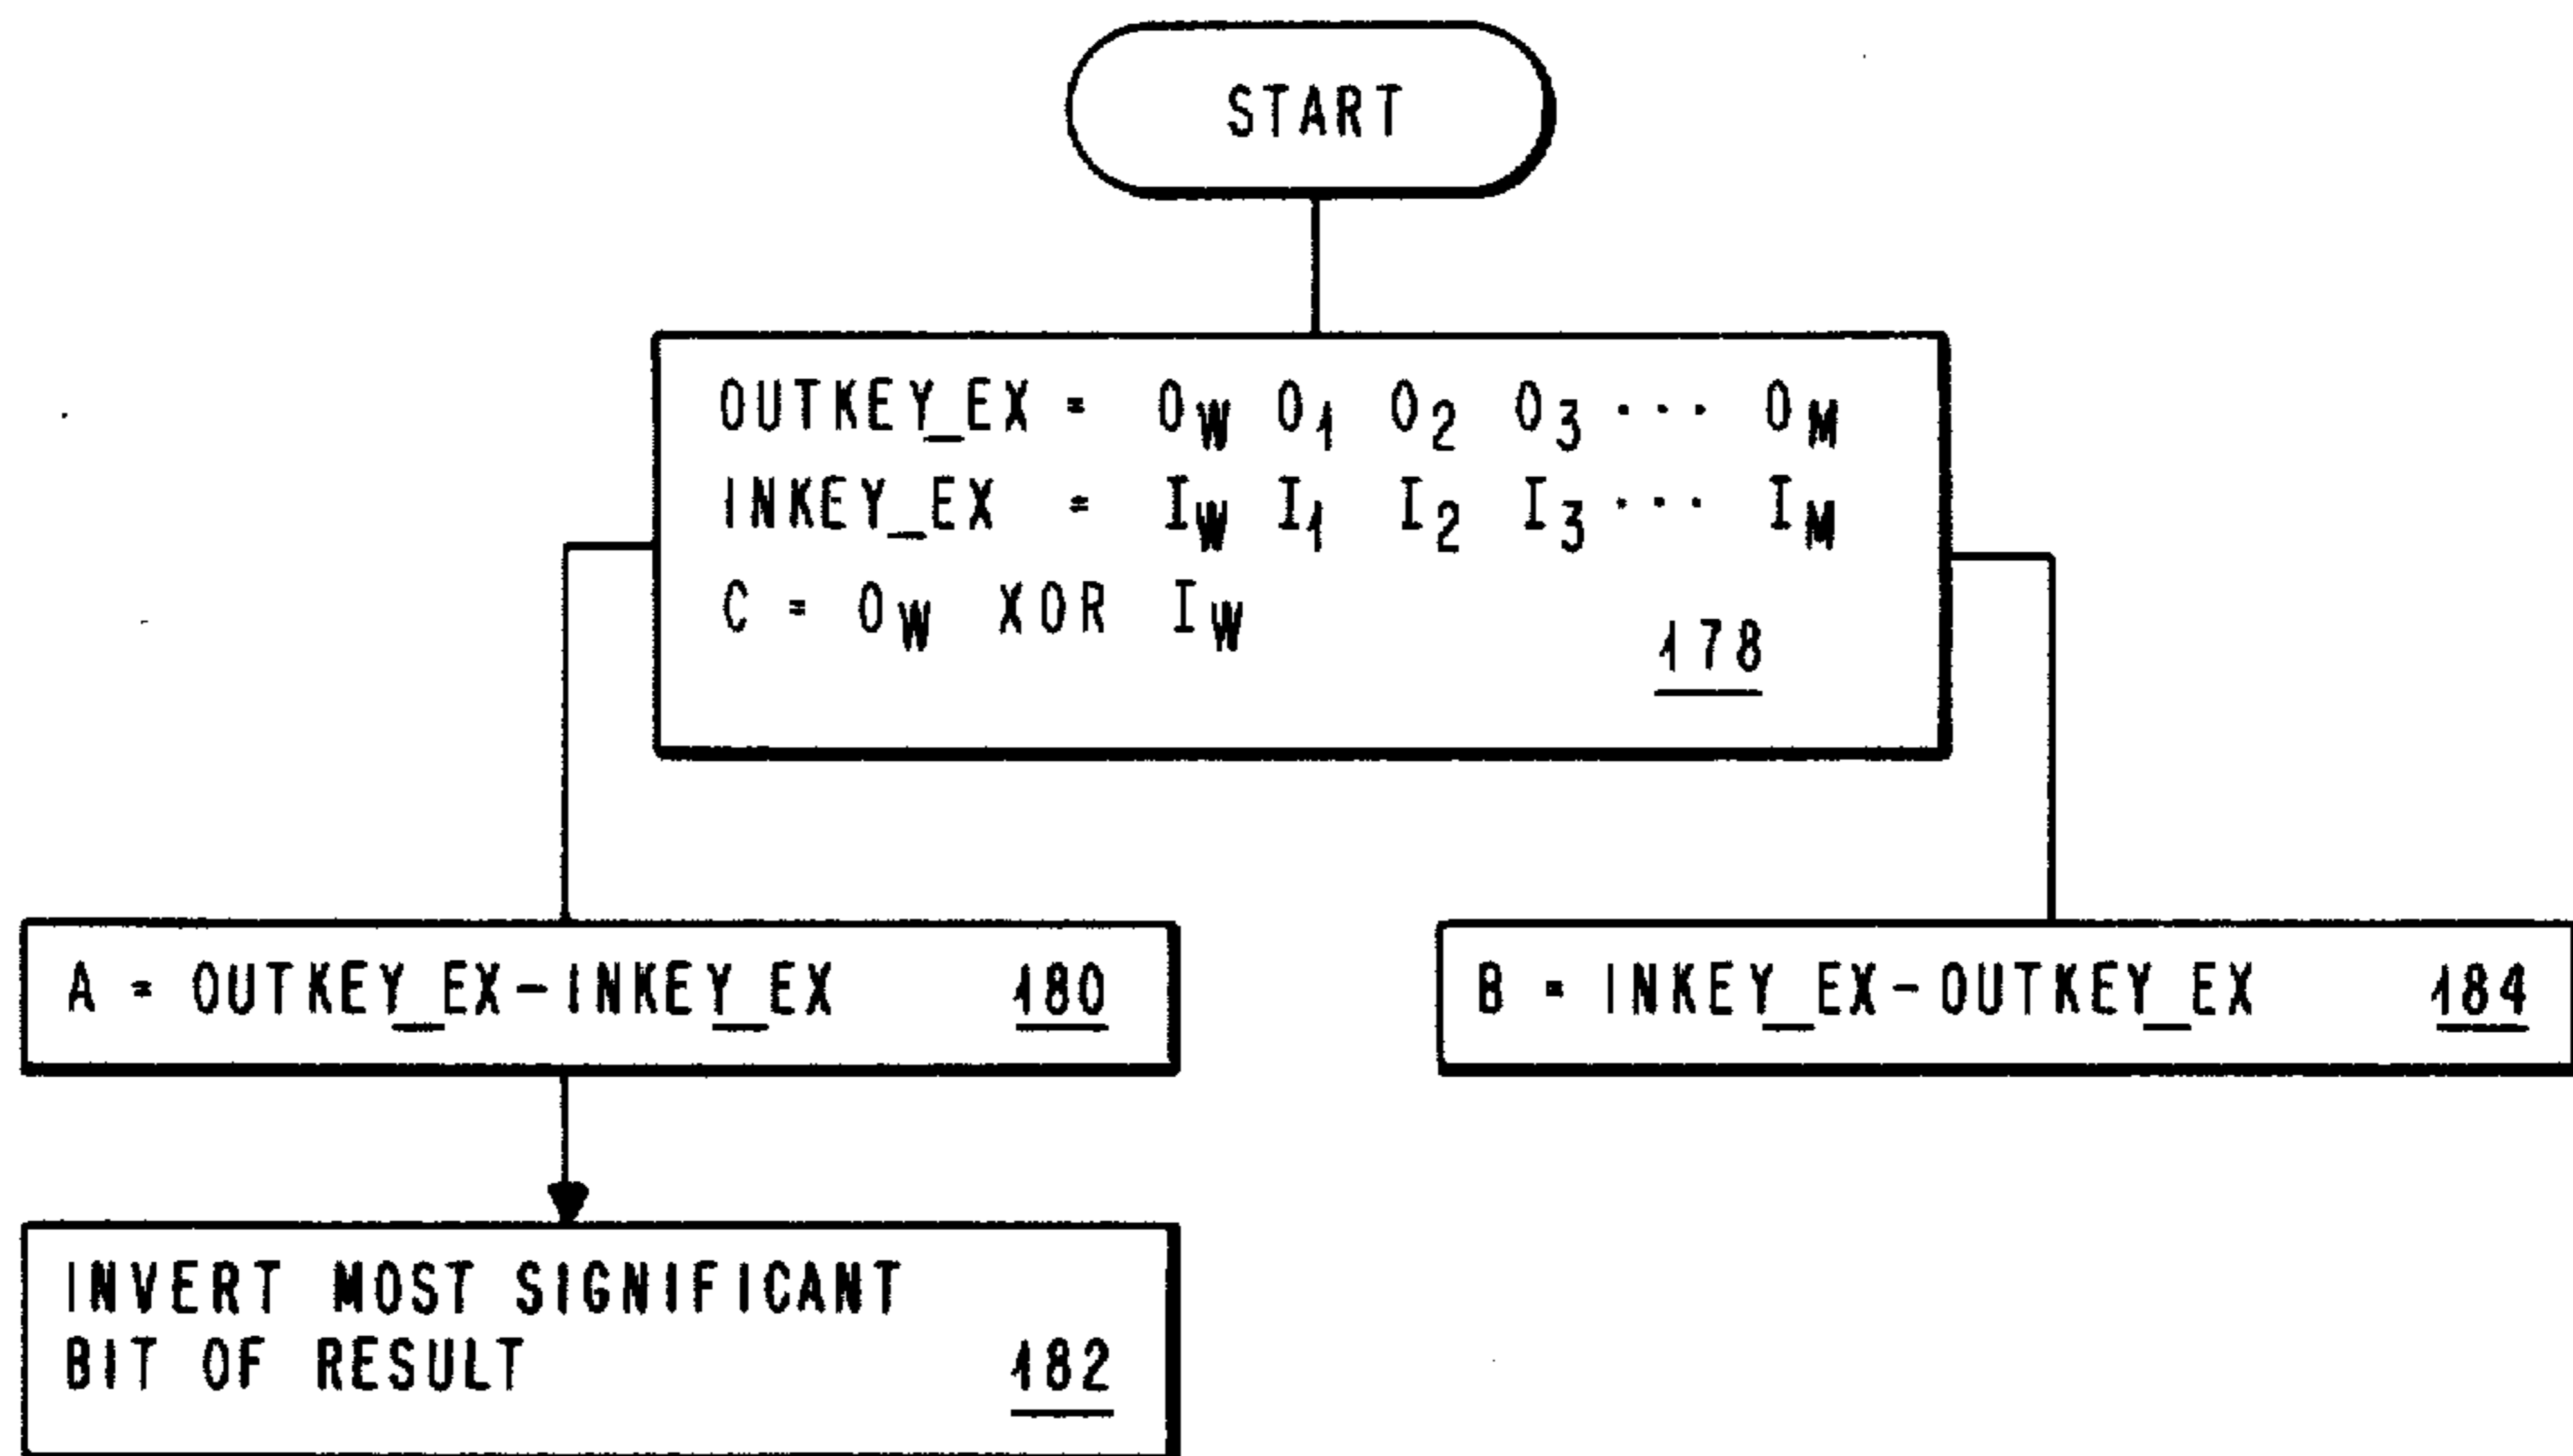 START
OUTKEY_EX = O_W O_1 O_2 O_3 ... O_M
INKEY_EX = I_W I_1 I_2 I_3 ... I_M
C = O_W XOR I_W
178
A = OUTKEY_EX-INKEY_EX 180
B = INKEY_EX-OUTKEY_EX 184
INVERT MOST SIGNIFICANT
BIT OF RESULT 182